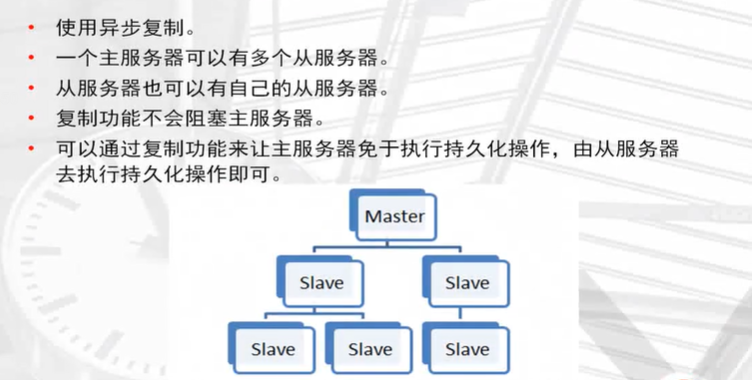 • 使用异步复制。
• 一个主服务器可以有多个从服务器。
• 从服务器也可以有自己的从服务器。
• 复制功能不会阻塞主服务器。
• 可以通过复制功能来让主服务器免于执行持久化操作，由从服务器
去执行持久化操作即可。
Master
Slave Slave
Slave Slave Slave